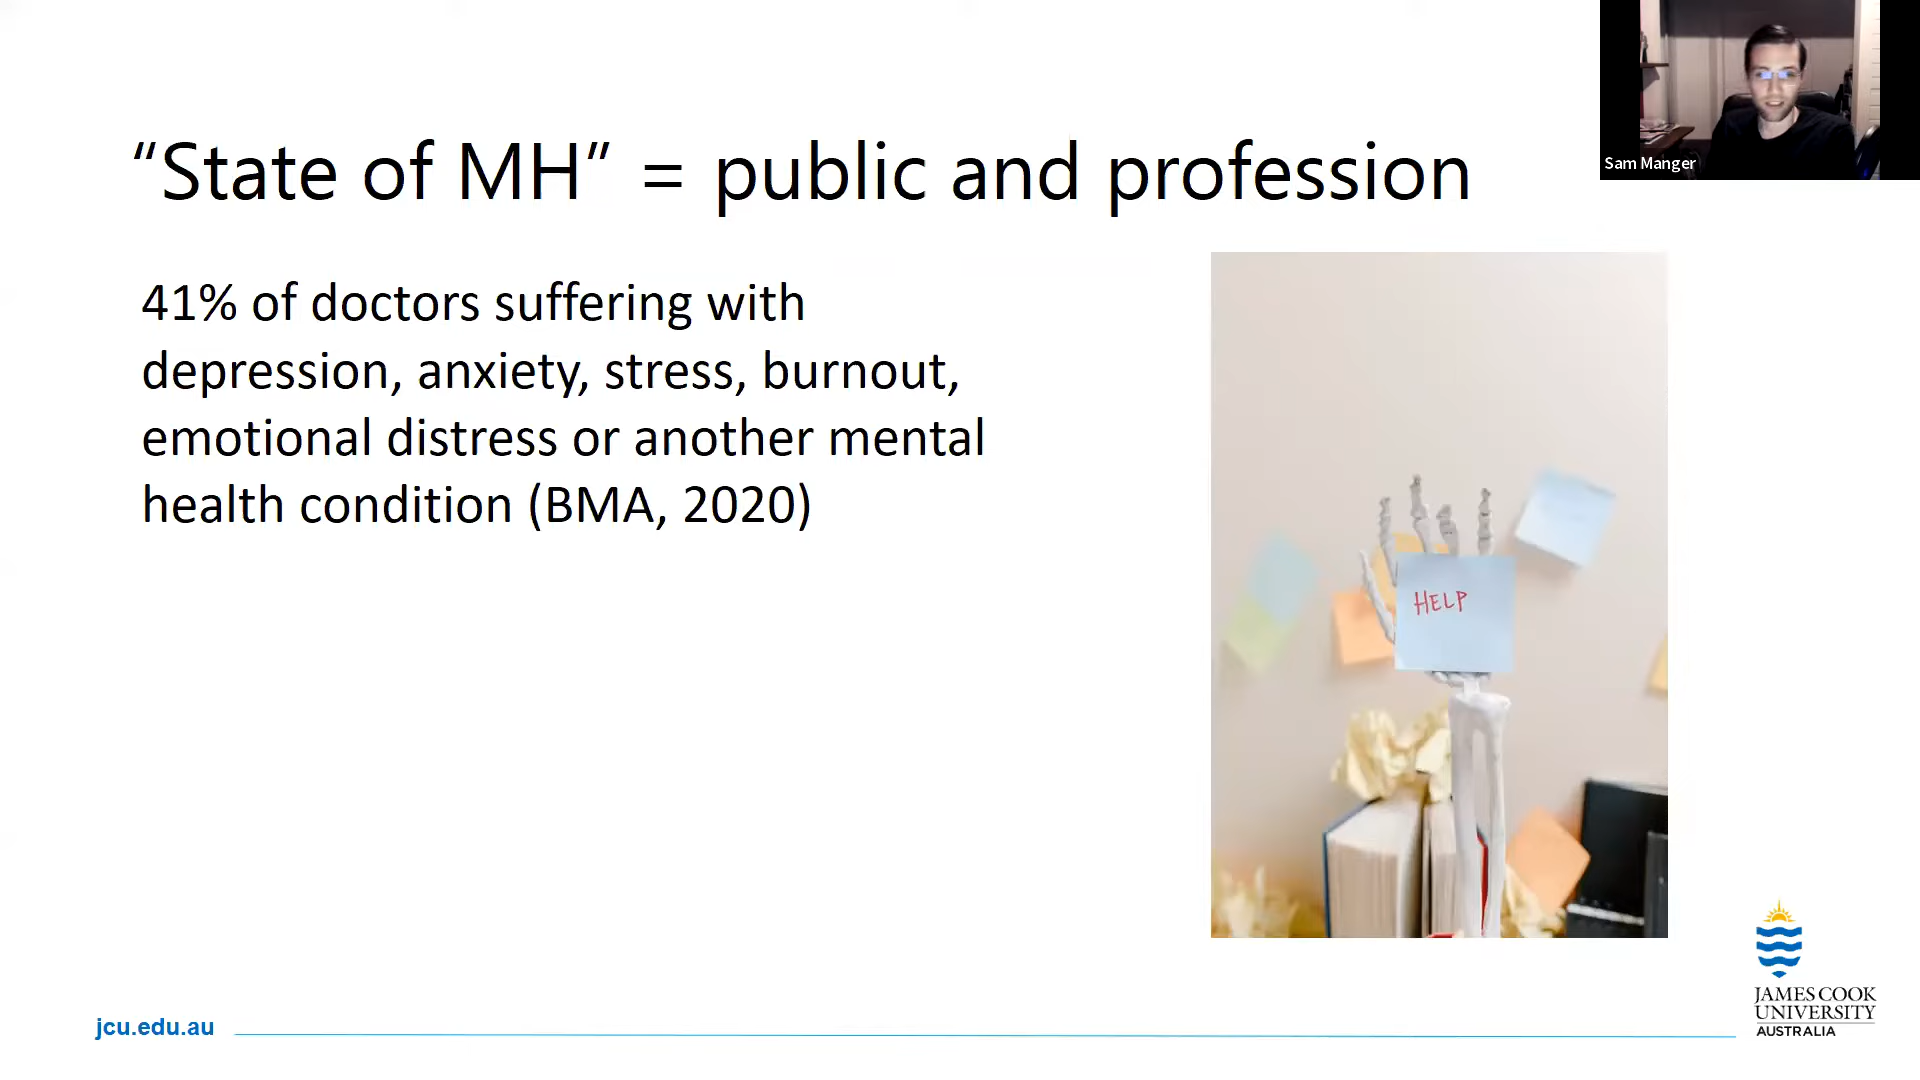 Sam Manger
“State of MH” = public and profession
41% of doctors suffering with
depression, anxiety, stress, burnout,
emotional distress or another mental
health condition (BMA, 2020)
HELP
jcu.edu.au
JAMES COOK
UNIVERSITY
AUSTRALIA